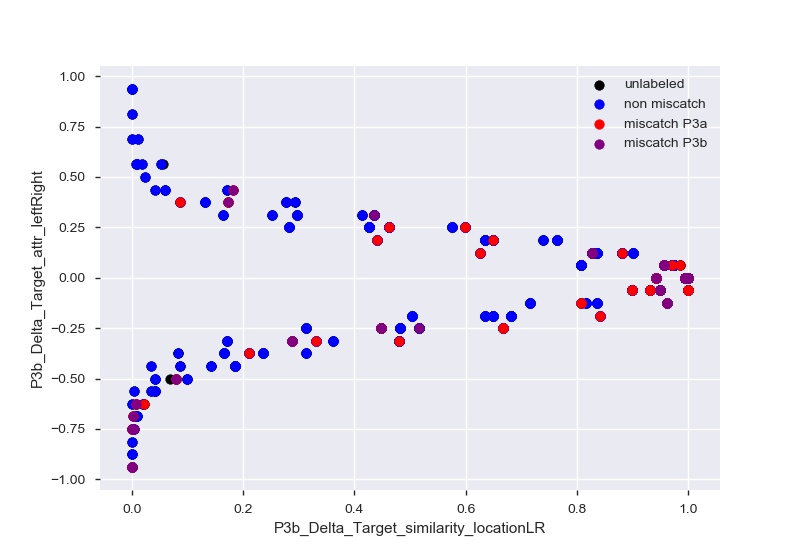 unlabeled
non miscatch
miscatch P3a
miscatch P3b
1.00
0.75
0.50
0.25
0.00
−0.25
−0.50
−0.75
−1.00
P3b_Delta_Target_attr_leftRight
0.0 0.2 0.4 0.6 0.8 1.0
P3b_Delta_Target_similarity_locationLR